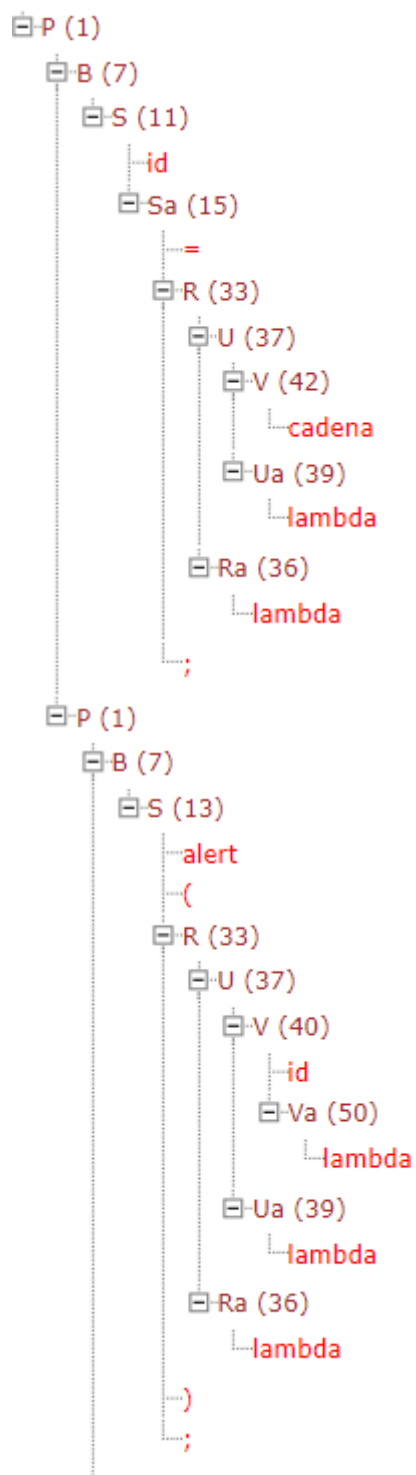 P (1)
B (7)
S (11)
id
Sa (15)
=
R (33)
U (37)
V (42)
cadena
Ua (39)
lambda
Ra (36)
lambda
;
P (1)
B (7)
S (13)
alert
(
R (33)
U (37)
V (40)
id
Va (50)
lambda
Ua (39)
lambda
Ra (36)
lambda
)
;